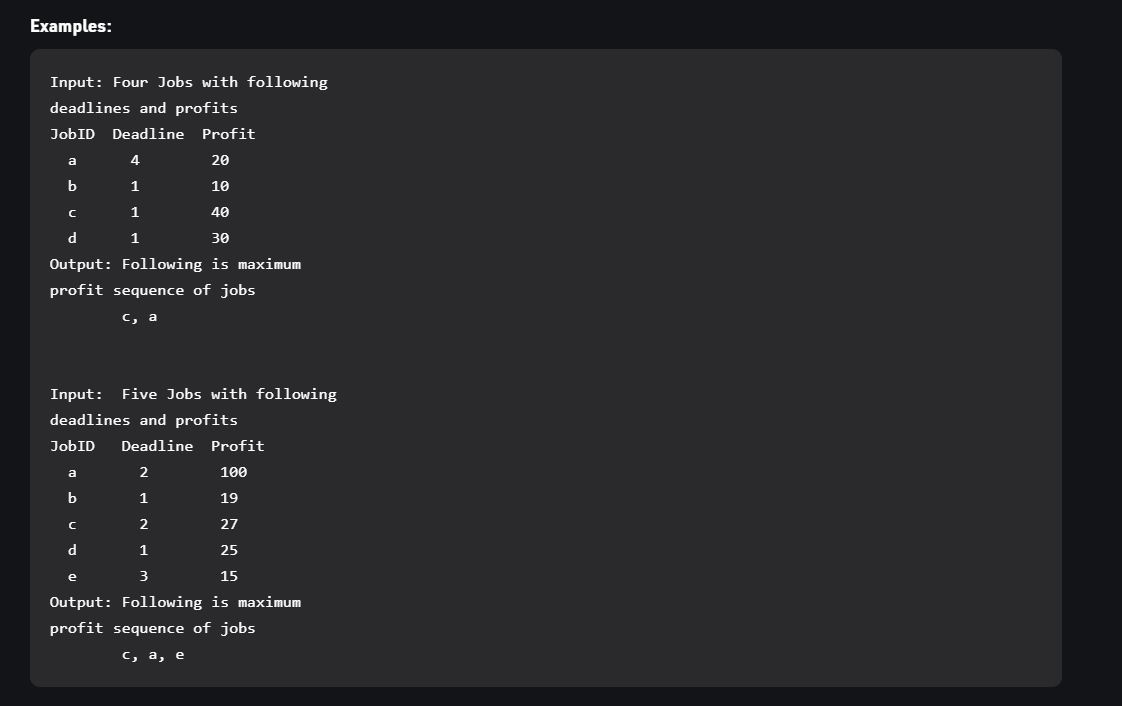 Examples:
Input: Four Jobs with following
deadlines and profits
JobID  Deadline  Profit
  a      4        20
  b      1        10
  c      1        40
  d      1        30
Output: Following is maximum
profit sequence of jobs
        c, a
Input:  Five Jobs with following
deadlines and profits
JobID   Deadline  Profit
  a       2        100
  b       1        19
  c       2        27
  d       1        25
  e       3        15
Output: Following is maximum
profit sequence of jobs
        c, a, e